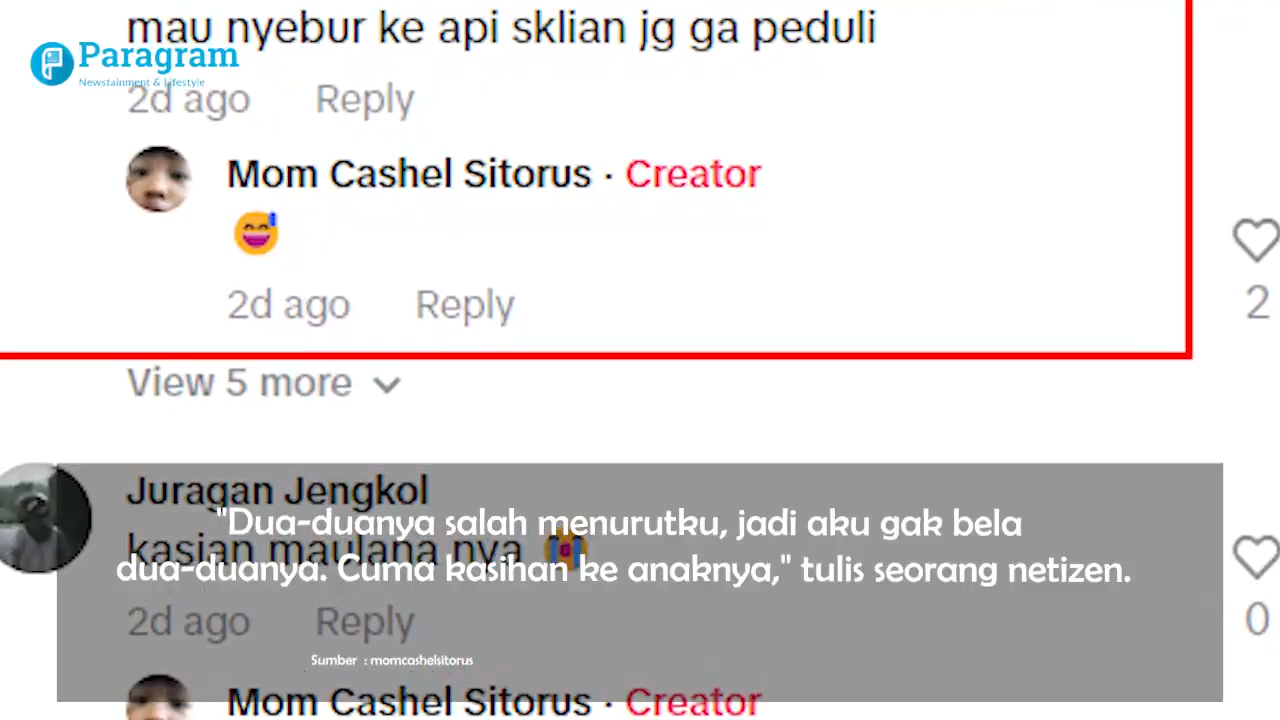 mau nyebur ke api sklian jg ga peduli
Paragram
Newstainment & Lifestyle
2d ago Reply
Mom Cashel Sitorus · Creator
😅
2d ago Reply
2
View 5 more
Juragan Jengkol
kasian maulana nya 😭
"Dua-duanya salah menurutku, jadi aku gak bela
dua-duanya. Cuma kasihan ke anaknya," tulis seorang netizen.
2d ago Reply
0
Sumber : momcashelsitorus
Mom Cashel Sitorus · Creator